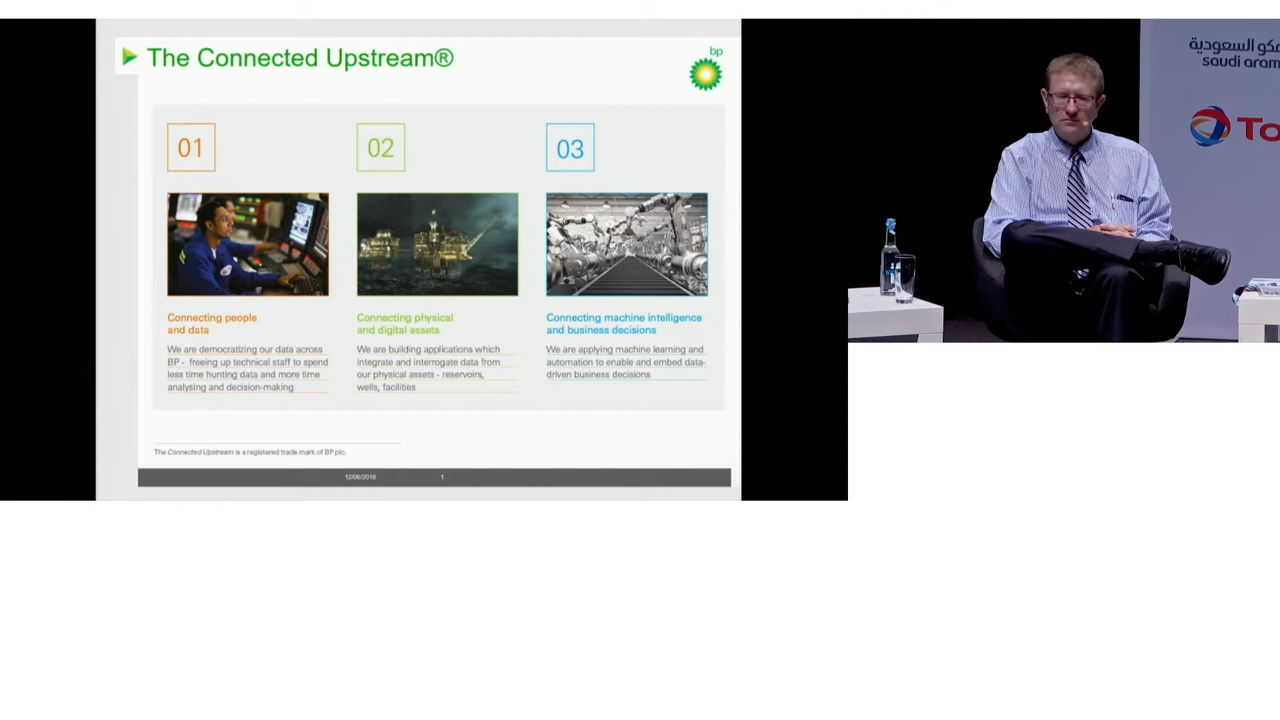 The Connected Upstream®
bp
01
02
03
Connecting people
and data
We are democratizing our data across
BP - freeing up technical staff to spend
less time hunting data and more time
analysing and decision-making
Connecting physical
and digital assets
We are building applications which
integrate and interrogate data from
our physical assets - reservoirs,
wells, facilities
Connecting machine intelligence
and business decisions
We are applying machine learning and
automation to enable and embed data-
driven business decisions
The Connected Upstream is a registered trade mark of BP plc.
12/06/2018 1
السعودية
saudi aram
To